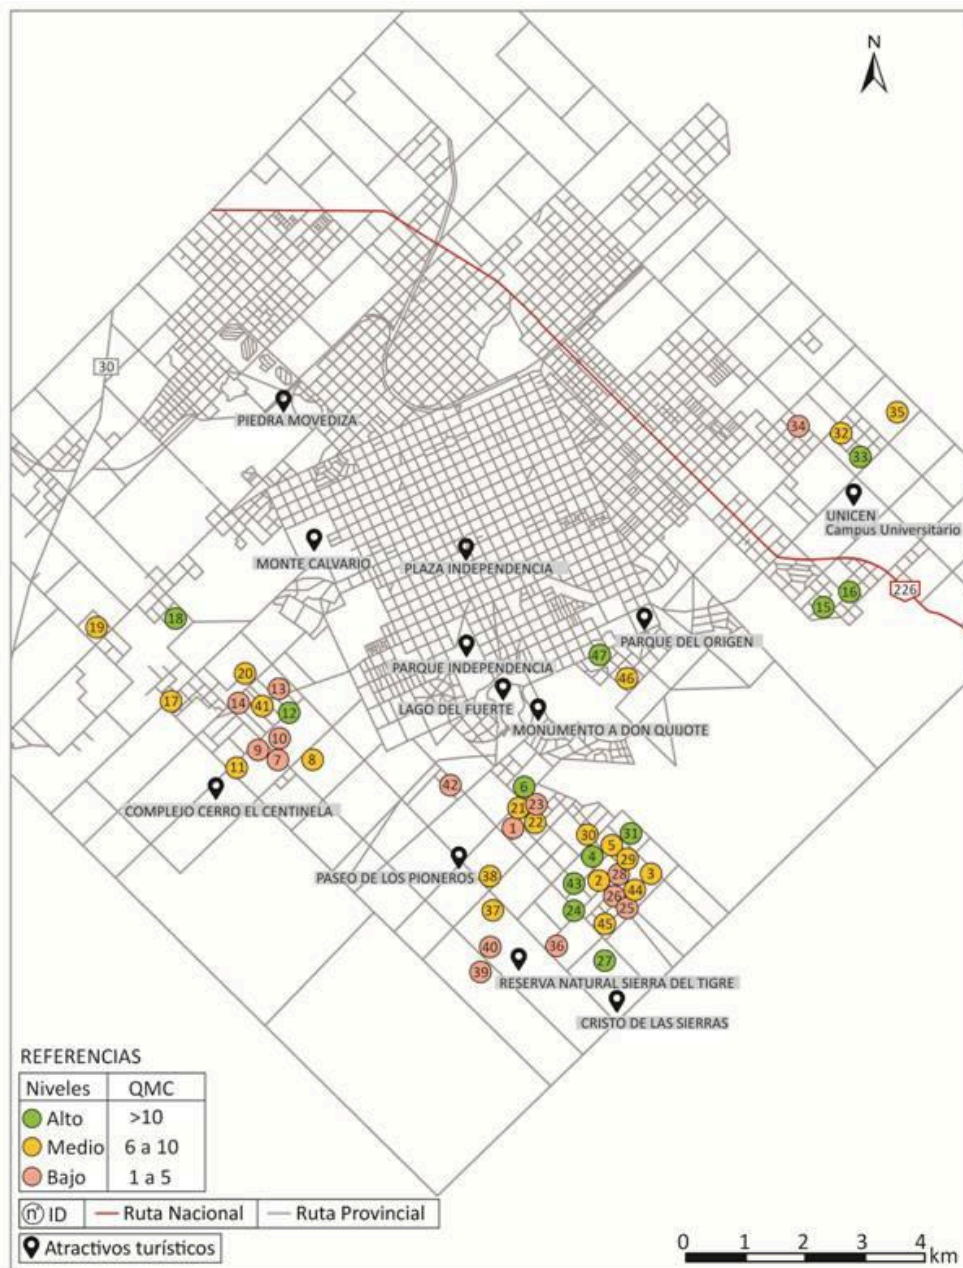 N
30
PIEDRA MOVEDIZA
34
32
35
33
UNICEN
Campus Universitario
MONTE CALVARIO
PLAZA INDEPENDENCIA
226
16
15
18
19
PARQUE DEL ORIGEN
47
46
PARQUE INDEPENDENCIA
LAGO DEL FUERTE
MONUMENTO A DON QUIJOTE
20
13
17
14
41
12
10
9
7
8
11
COMPLEJO CERRO EL CENTINELA
42
6
23
21
22
1
30
31
5
4
29
PASEO DE LOS PIONEROS
38
43
2
28
3
44
26
25
37
24
45
40
36
39
27
RESERVA NATURAL SIERRA DEL TIGRE
CRISTO DE LAS SIERRAS
REFERENCIAS
Niveles QMC
Alto >10
Medio 6 a 10
Bajo 1 a 5
n° ID Ruta Nacional Ruta Provincial
Atractivos turísticos
0 1 2 3 4 km